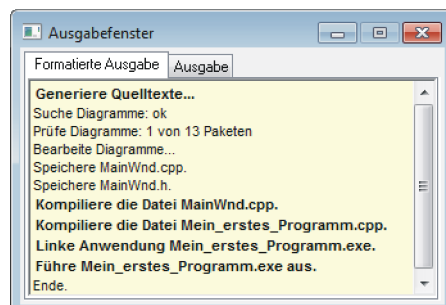 Ausgabefenster
Formatierte Ausgabe
Ausgabe
Generiere Quelltexte...
Suche Diagramme: ok
Prüfe Diagramme: 1 von 13 Paketen
Bearbeite Diagramme...
Speichere MainWnd.cpp.
Speichere MainWnd.h.
Kompiliere die Datei MainWnd.cpp.
Kompiliere die Datei Mein_erstes_Programm.cpp.
Linke Anwendung Mein_erstes_Programm.exe.
Führe Mein_erstes_Programm.exe aus.
Ende.